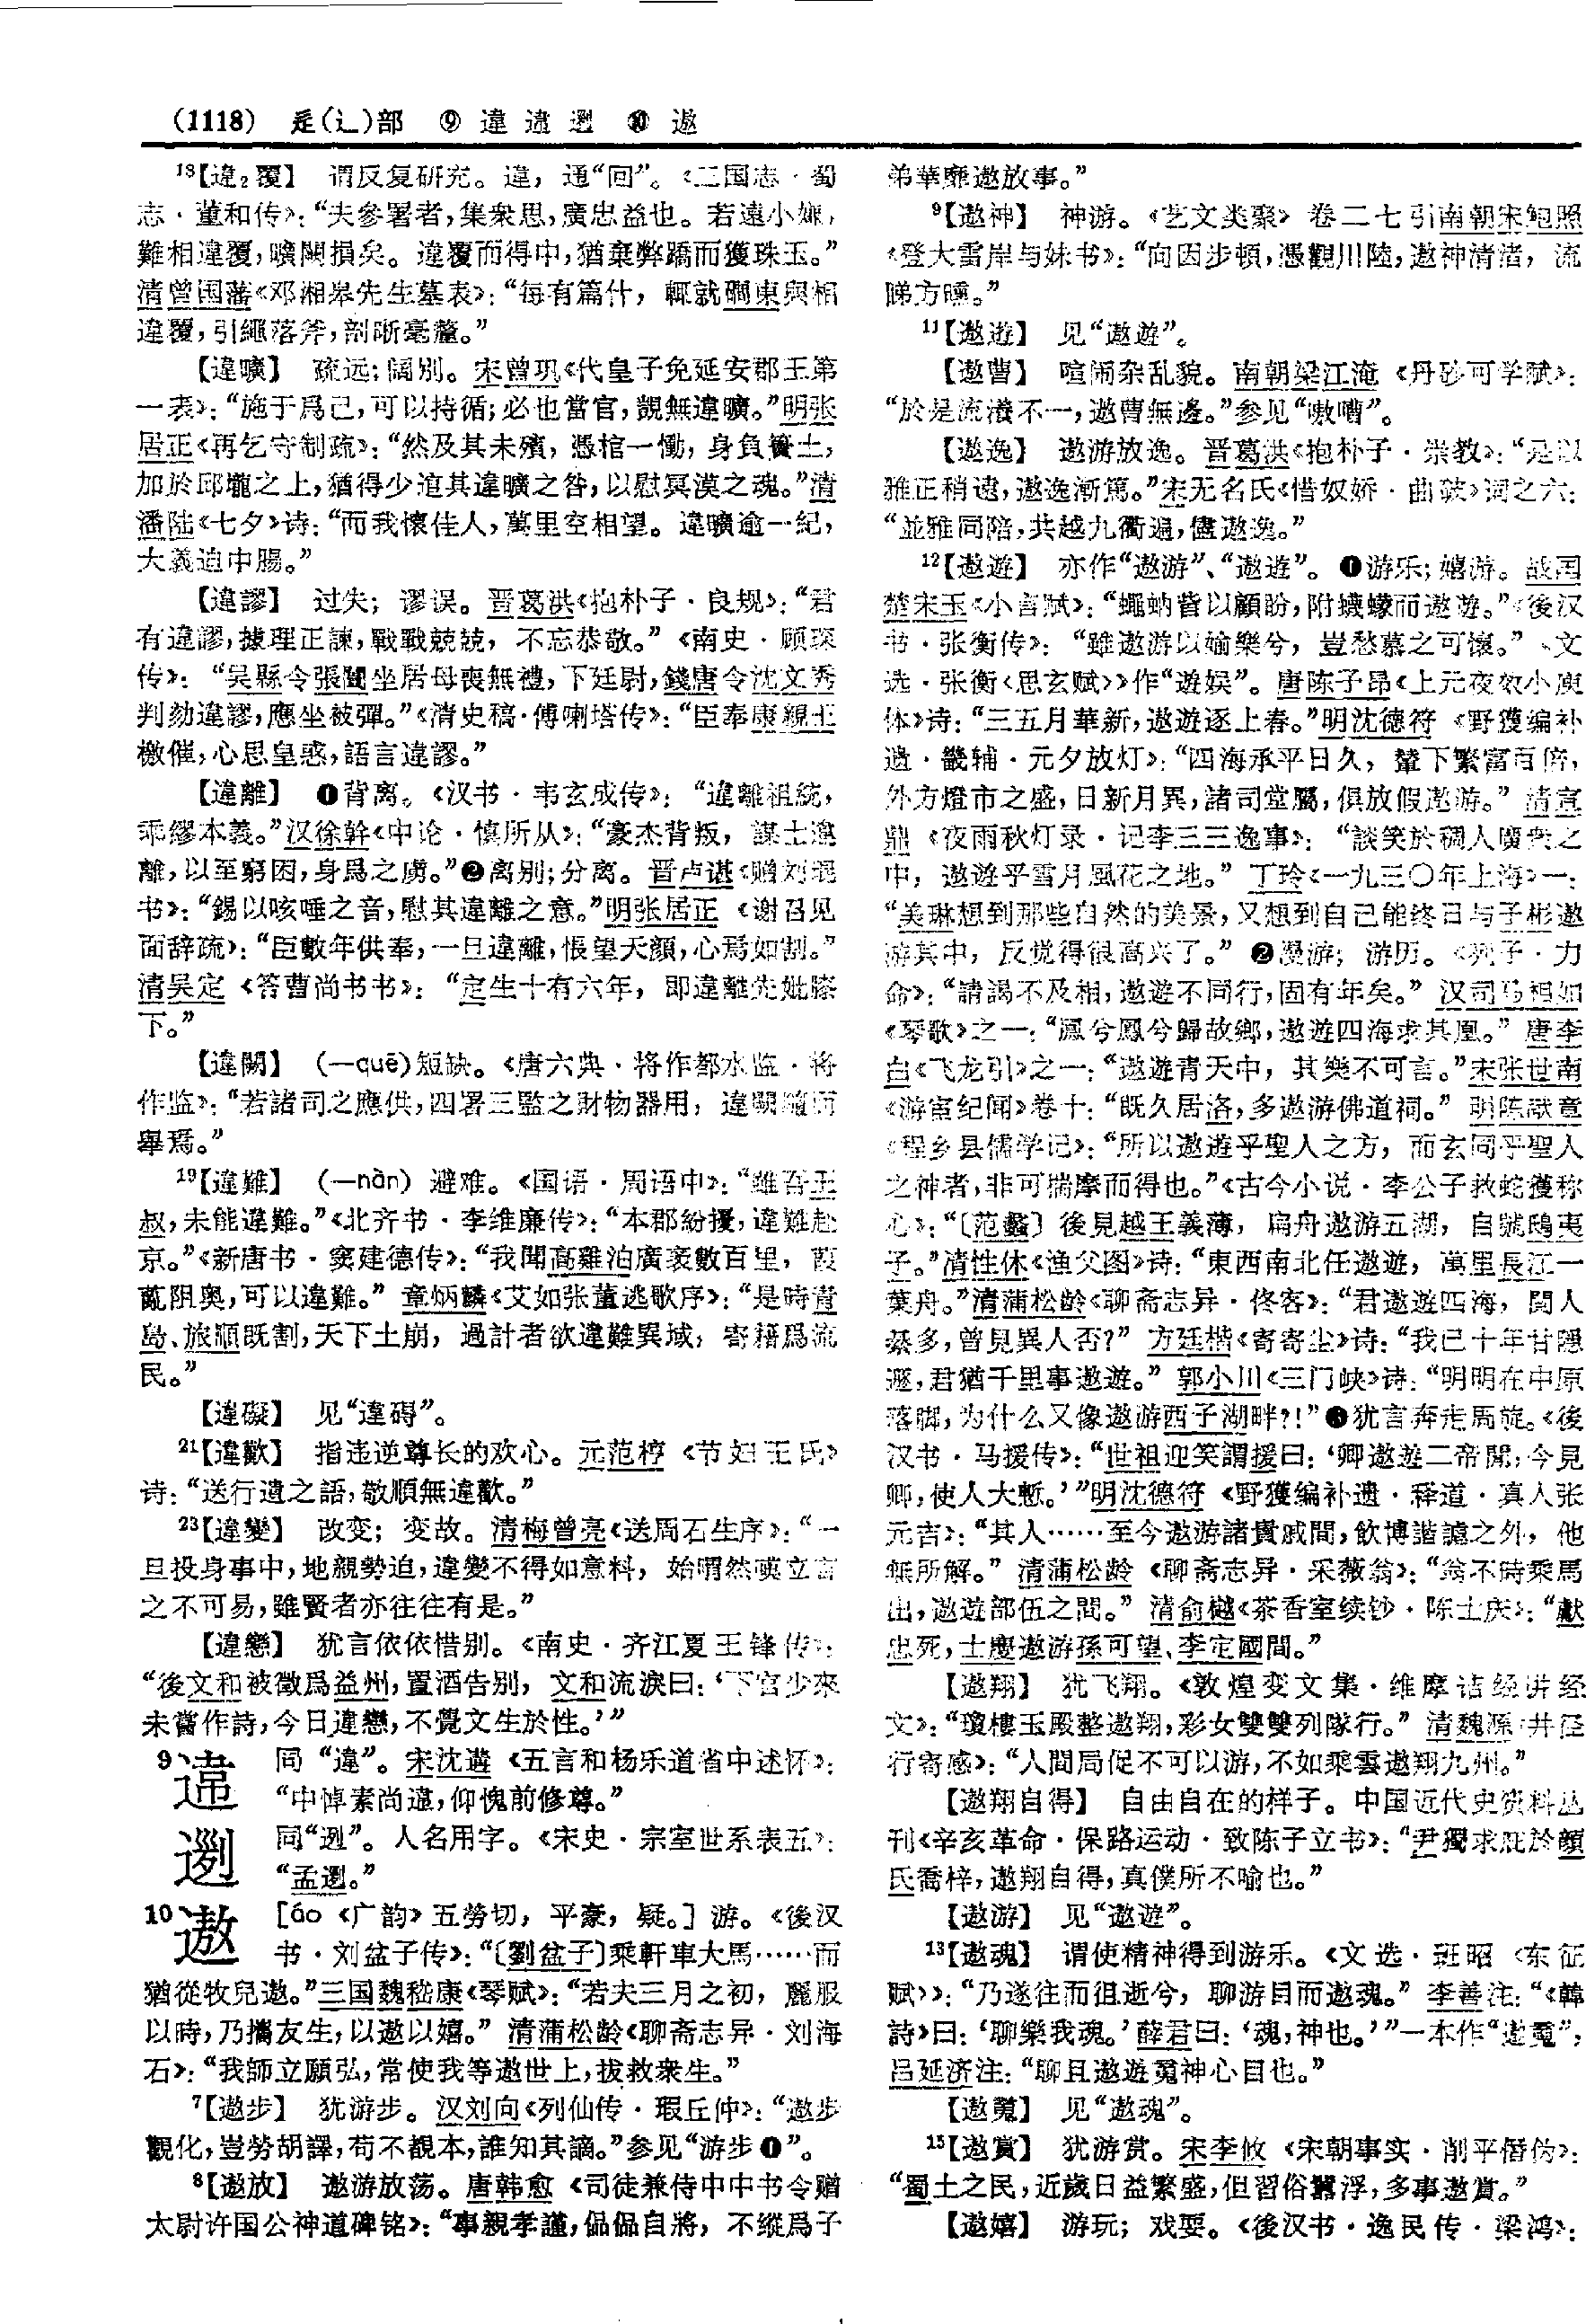 (1118) 辵(辶)部 ⑨ 違 𨔵 遻 ⑩ 遨
¹⁸【違₂覆】 谓反复研究。違，通“回”。《三国志·蜀
志·董和传》：“夫參署者，集衆思，廣忠益也。若遠小嫌，
難相違覆，曠闕損矣。違覆而得中，猶棄弊蹻而獲珠玉。”
清曾国藩《邓湘皋先生墓表》：“每有篇什，輒就礀東與相
違覆，引繩落斧，剖晰毫釐。”
【違曠】 疏远；阔别。宋曾巩《代皇子免延安郡王第
一表》：“施于爲己，可以持循；必也當官，覬無違曠。”明张
居正《再乞守制疏》：“然及其未殯，憑棺一慟，身負簣土，
加於邱壠之上，猶得少逭其違曠之咎，以慰冥漠之魂。”清
潘陆《七夕》诗：“而我懷佳人，萬里空相望。違曠逾一紀，
大義迫中腸。”
【違謬】 过失；谬误。晋葛洪《抱朴子·良规》：“君
有違謬，據理正諫，戰戰兢兢，不忘恭敬。”《南史·顾琛
传》：“吴縣令張闓坐居母喪無禮，下廷尉，錢唐令沈文秀
判劾違謬，應坐被彈。”《清史稿·傅喇塔传》：“臣奉康親王
檄催，心思皇惑，語言違謬。”
【違離】 ❶背离。《汉书·韦玄成传》：“違離祖統，
乖繆本義。”汉徐幹《中论·慎所从》：“豪杰背叛，謀士違
離，以至窮困，身爲之虜。”❷离别；分离。晋卢谌《赠刘琨
书》：“錫以咳唾之音，慰其違離之意。”明张居正《谢召见
面辞疏》：“臣數年供奉，一旦違離，悵望天顔，心焉如割。”
清吴定《答曹尚书书》：“定生十有六年，即違離先妣膝
下。”
【違闕】 （—quē）短缺。《唐六典·将作都水监·将
作监》：“若諸司之應供，四署三監之財物器用，違闕隨而
舉焉。”
¹⁹【違難】 （—nàn）避难。《国语·周语中》：“雖吾王
叔，未能違難。”《北齐书·李维廉传》：“本郡紛擾，違難赴
京。”《新唐书·窦建德传》：“我聞高雞泊廣袤數百里，葭
薍阻奥，可以違難。”章炳麟《艾如张董逃歌序》：“是時青
島、旅順既割，天下土崩，過計者欲違難異域，寄籍爲流
民。”
【違礙】 见“違碍”。
²¹【違歡】 指违逆尊长的欢心。元范梈《节妇王氏》
诗：“送行遺之語，敬順無違歡。”
²³【違變】 改变；变故。清梅曾亮《送周石生序》：“一
旦投身事中，地親勢迫，違變不得如意料，始喟然嘆立言
之不可易，雖賢者亦往往有是。”
【違戀】 犹言依依惜别。《南史·齐江夏王锋传》：
“後文和被徵爲益州，置酒告别，文和流淚曰：‘下官少來
未嘗作詩，今日違戀，不覺文生於性。’”
⁹ 同“違”。宋沈遘《五言和杨乐道省中述怀》：
“中悼素尚違，仰愧前修尊。”
同“迾”。人名用字。《宋史·宗室世系表五》：
“孟。”
¹⁰遨 [áo《广韵》五勞切，平豪，疑。]游。《後汉
书·刘盆子传》：“〔劉盆子〕乘軒車大馬……而
猶從牧兒遨。”三国魏嵇康《琴赋》：“若夫三月之初，麗服
以時，乃攜友生，以遨以嬉。”清蒲松龄《聊斋志异·刘海
石》：“我師立願弘，常使我等遨世上，拔救衆生。”
⁷【遨步】 犹游步。汉刘向《列仙传·瑕丘仲》：“遨步
觀化，豈勞胡譯，苟不覩本，誰知其謫。”参见“游步❶”。
⁸【遨放】 遨游放荡。唐韩愈《司徒兼侍中中书令赠
太尉许国公神道碑铭》：“事親孝謹，偘偘自將，不縱爲子
弟華靡遨放事。”
⁹【遨神】 神游。《艺文类聚》卷二七引南朝宋鲍照
《登大雷岸与妹书》：“向因步頓，憑觀川陸，遨神清渚，流
睇方曛。”
¹¹【遨逰】 见“遨遊”。
【遨曹】 喧闹杂乱貌。南朝梁江淹《丹砂可学赋》：
“於是流瀁不一，遨曹無邊。”参见“嗷嘈”。
【遨逸】 遨游放逸。晋葛洪《抱朴子·崇教》：“是以
雅正稍遠，遨逸漸篤。”宋无名氏《惜奴娇·曲破》词之六：
“並雅同陪，共越九衢遍，儘遨逸。”
¹²【遨遊】 亦作“遨游”、“遨逰”。❶游乐；嬉游。战国
楚宋玉《小言赋》：“蠅蚋眥以顧盼，附蠛蠓而遨遊。”《後汉
书·张衡传》：“雖遨游以媮樂兮，豈愁慕之可懷。”《文
选·张衡〈思玄赋〉》作“遊娱”。唐陈子昂《上元夜效小庾
体》诗：“三五月華新，遨遊逐上春。”明沈德符《野獲编补
遗·畿辅·元夕放灯》：“四海承平日久，輦下繁富百倍，
外方燈市之盛，日新月異，諸司堂屬，俱放假遨游。”清宣
鼎《夜雨秋灯录·记李三三逸事》：“談笑於稠人廣衆之
中，遨遊乎雪月風花之地。”丁玲《一九三〇年上海》一：
“美琳想到那些自然的美景，又想到自己能终日与子彬遨
游其中，反觉得很高兴了。”❷漫游；游历。《列子·力
命》：“請謁不及相，遨遊不同行，固有年矣。”汉司马相如
《琴歌》之一：“鳳兮鳳兮歸故鄉，遨遊四海求其凰。”唐李
白《飞龙引》之一：“遨遊青天中，其樂不可言。”宋张世南
《游宦纪闻》卷十：“既久居洛，多遨游佛道祠。”明陈献章
《程乡县儒学记》：“所以遨遊乎聖人之方，而玄同乎聖人
之神者，非可揣摩而得也。”《古今小说·李公子救蛇獲称
心》：“〔范蠡〕後見越王義薄，扁舟遨游五湖，自號鴟夷
子。”清性休《渔父图》诗：“東西南北任遨遊，萬里長江一
葉舟。”清蒲松龄《聊斋志异·佟客》：“君遨遊四海，閲人
綦多，曾見異人否？”方廷楷《寄寄尘》诗：“我已十年甘隱
遯，君猶千里事遨遊。”郭小川《三门峡》诗：“明明在中原
落脚，为什么又像遨游西子湖畔？！”❸犹言奔走周旋。《後
汉书·马援传》：“世祖迎笑謂援曰：‘卿遨遊二帝間，今見
卿，使人大慙。’”明沈德符《野獲编补遗·释道·真人张
元吉》：“其人……至今遨游諸貴戚間，飲博諧謔之外，他
無所解。”清蒲松龄《聊斋志异·采薇翁》：“翁不時乘馬
出，遨遊部伍之間。”清俞樾《茶香室续钞·陈士庆》：“獻
忠死，士慶遨游孫可望、李定國間。”
【遨翔】 犹飞翔。《敦煌变文集·维摩诘经讲经
文》：“瓊樓玉殿整遨翔，彩女雙雙列隊行。”清魏源《井陉
行寄感》：“人間局促不可以游，不如乘雲遨翔九州。”
【遨翔自得】 自由自在的样子。中国近代史资料丛
刊《辛亥革命·保路运动·致陈子立书》：“尹獨求庇於顔
氏喬梓，遨翔自得，真僕所不喻也。”
【遨游】 见“遨遊”。
¹³【遨魂】 谓使精神得到游乐。《文选·班昭〈东征
赋〉》：“乃遂往而徂逝兮，聊游目而遨魂。”李善注：“《韓
詩》曰：‘聊樂我魂。’薛君曰：‘魂，神也。’”一本作“遨䰟”，
吕延济注：“聊且遨遊䰟神心目也。”
【遨䰟】 见“遨魂”。
¹⁵【遨賞】 犹游赏。宋李攸《宋朝事实·削平僭伪》：
“蜀土之民，近歲日益繁盛，但習俗囂浮，多事遨賞。”
【遨嬉】 游玩；戏耍。《後汉书·逸民传·梁鸿》：